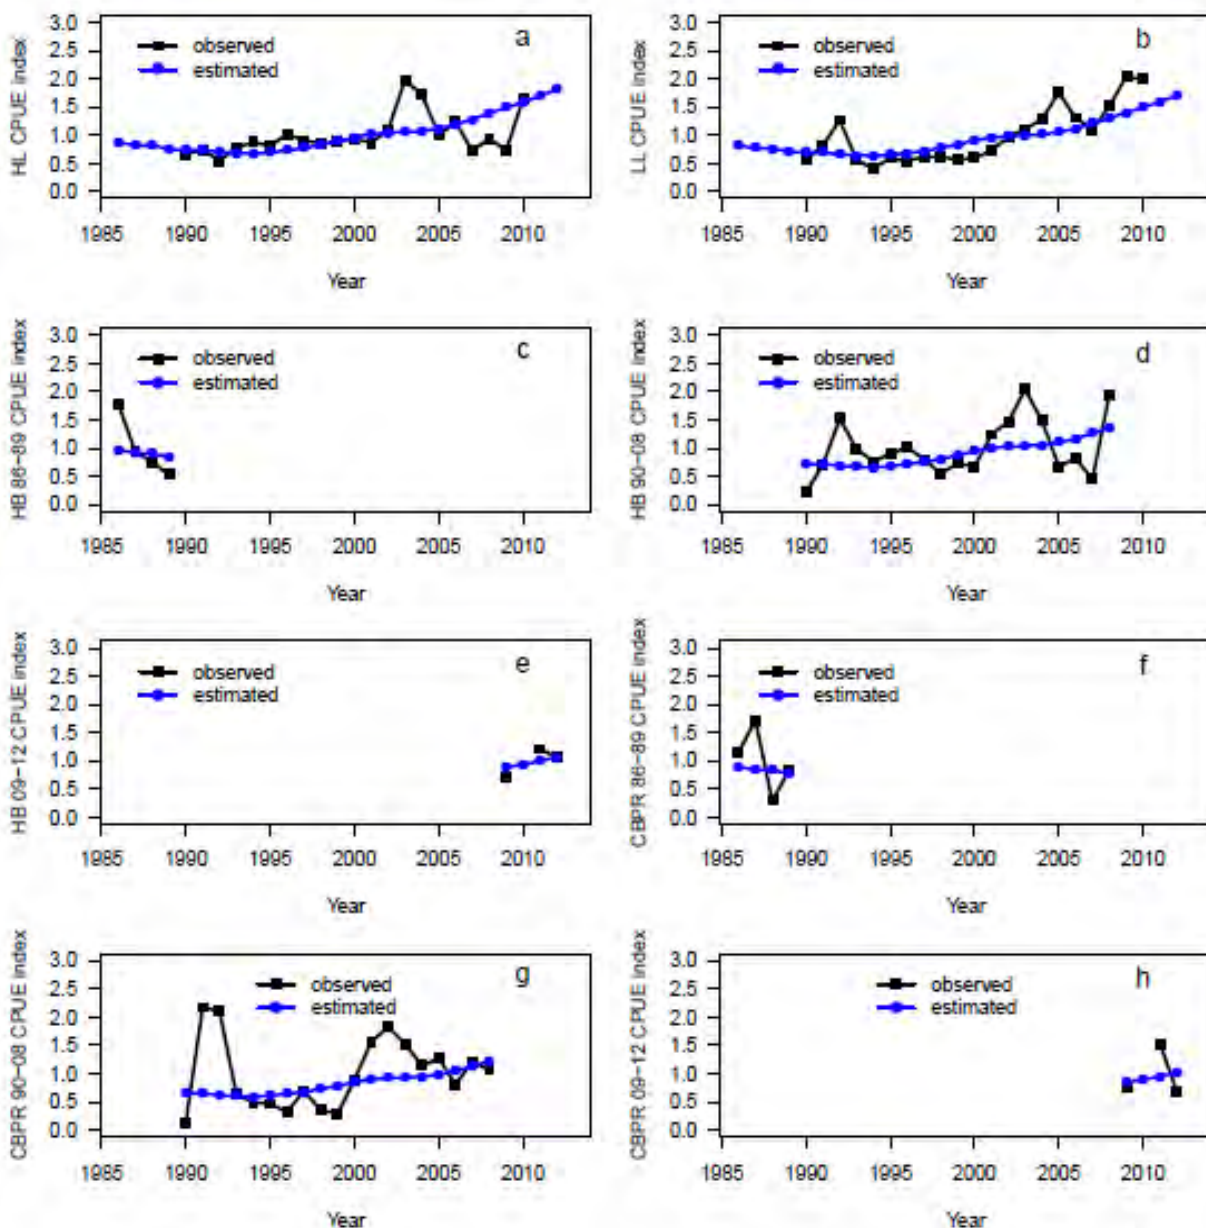 HL CPUE index
3.0
2.5
2.0
1.5
1.0
0.5
0.0
observed
estimated
a
1985 1990 1995 2000 2005 2010
Year
LL CPUE index
3.0
2.5
2.0
1.5
1.0
0.5
0.0
observed
estimated
b
1985 1990 1995 2000 2005 2010
Year
HB 86-89 CPUE index
3.0
2.5
2.0
1.5
1.0
0.5
0.0
observed
estimated
c
1985 1990 1995 2000 2005 2010
Year
HB 90-08 CPUE index
3.0
2.5
2.0
1.5
1.0
0.5
0.0
observed
estimated
d
1985 1990 1995 2000 2005 2010
Year
HB 09-12 CPUE index
3.0
2.5
2.0
1.5
1.0
0.5
0.0
observed
estimated
e
1985 1990 1995 2000 2005 2010
Year
CBPR 86-89 CPUE index
3.0
2.5
2.0
1.5
1.0
0.5
0.0
observed
estimated
f
1985 1990 1995 2000 2005 2010
Year
CBPR 90-08 CPUE index
3.0
2.5
2.0
1.5
1.0
0.5
0.0
observed
estimated
g
1985 1990 1995 2000 2005 2010
Year
CBPR 09-12 CPUE index
3.0
2.5
2.0
1.5
1.0
0.5
0.0
observed
estimated
h
1985 1990 1995 2000 2005 2010
Year